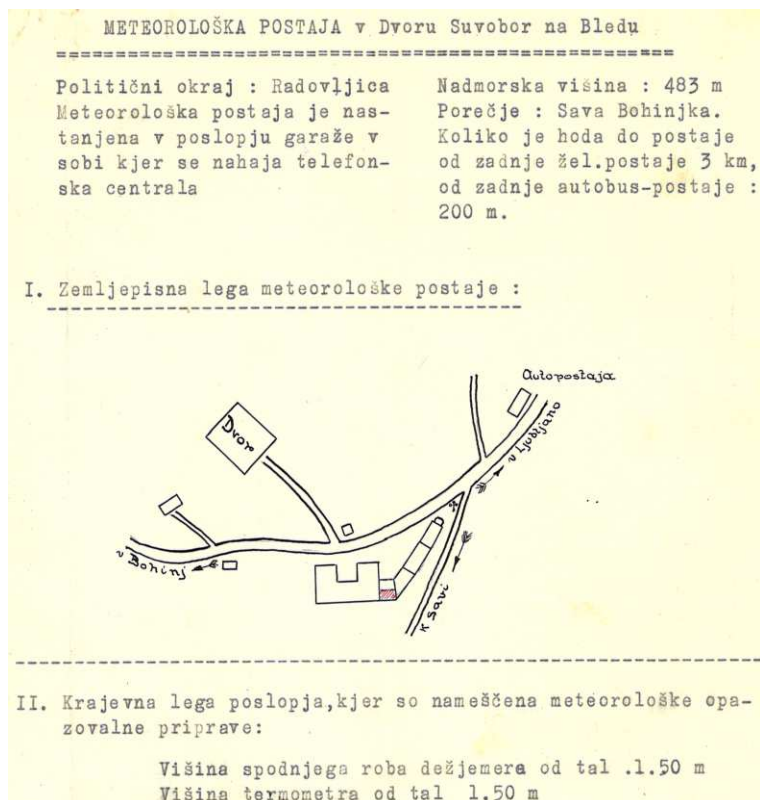 METEOROLOŠKA POSTAJA v Dvoru Suvobor na Bledu
Politični okraj : Radovljica
Meteorološka postaja je nas-
tanjena v poslopju garaže v
sobi kjer se nahaja telefon-
ska centrala
Nadmorska višina : 483 m
Porečje : Sava Bohinjka.
Koliko je hoda do postaje
od zadnje žel.postaje 3 km,
od zadnje autobus-postaje :
200 m.
I. Zemljepisna lega meteorološke postaje :
Autopostaja
Dvor
v Ljubljano
v Bohinj
K Savi
II. Krajevna lega poslopja,kjer so nameščena meteorološke opa-
zovalne priprave:
Višina spodnjega roba dežjemera od tal .1.50 m
Višina termometra od tal 1.50 m